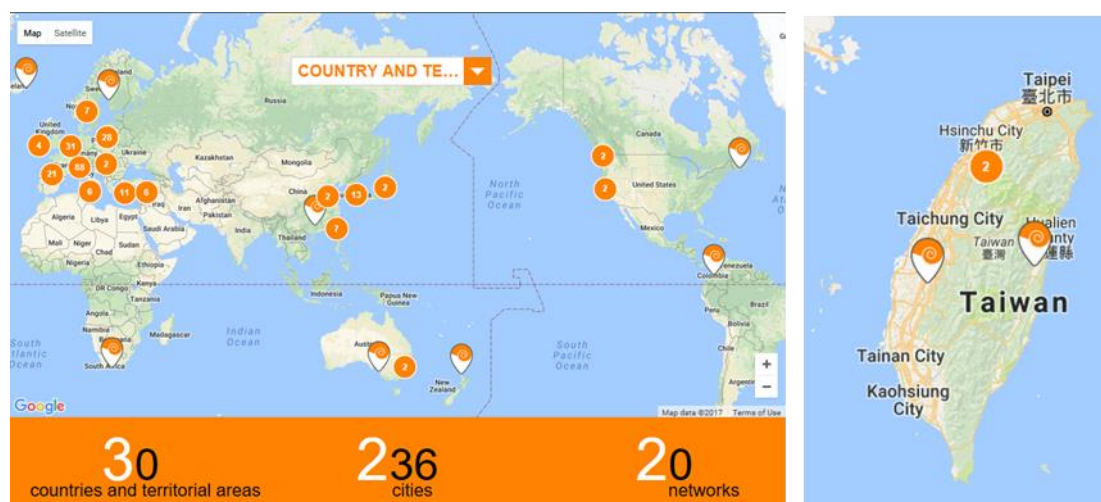 Map Satellite
COUNTRY AND TE...
Russia
Canada
7
United
Kingdom
4
31
28
Ukraine
Kazakhstan
Mongolia
2
21
88
2
United States
2
6
11
6
Iraq
Iran
Afghanistan
Pakistan
China
2
13
2
North
Pacific
Ocean
Algeria
Libya
Egypt
Saudi Arabia
India
Thailand
7
Mexico
Mali
Niger
Chad
Sudan
Nigeria
Ethiopia
Venezuela
Colombia
DR Congo
Kenya
Tanzania
Indonesia
Papua New
Guinea
Brazil
Peru
Angola
Namibia
Madagascar
Bolivia
Indian
Ocean
South
Pacific
Ocean
Chile
South Africa
2
New
Zealand
+
−
Google
Map data ©2017 Terms of Use
30
countries and territorial areas
236
cities
20
networks
Taipei
臺北市
Hsinchu City
新竹市
2
Taichung City
Taiwan
臺灣
Hualien
Taiwan
Tainan City
Kaohsiung
City